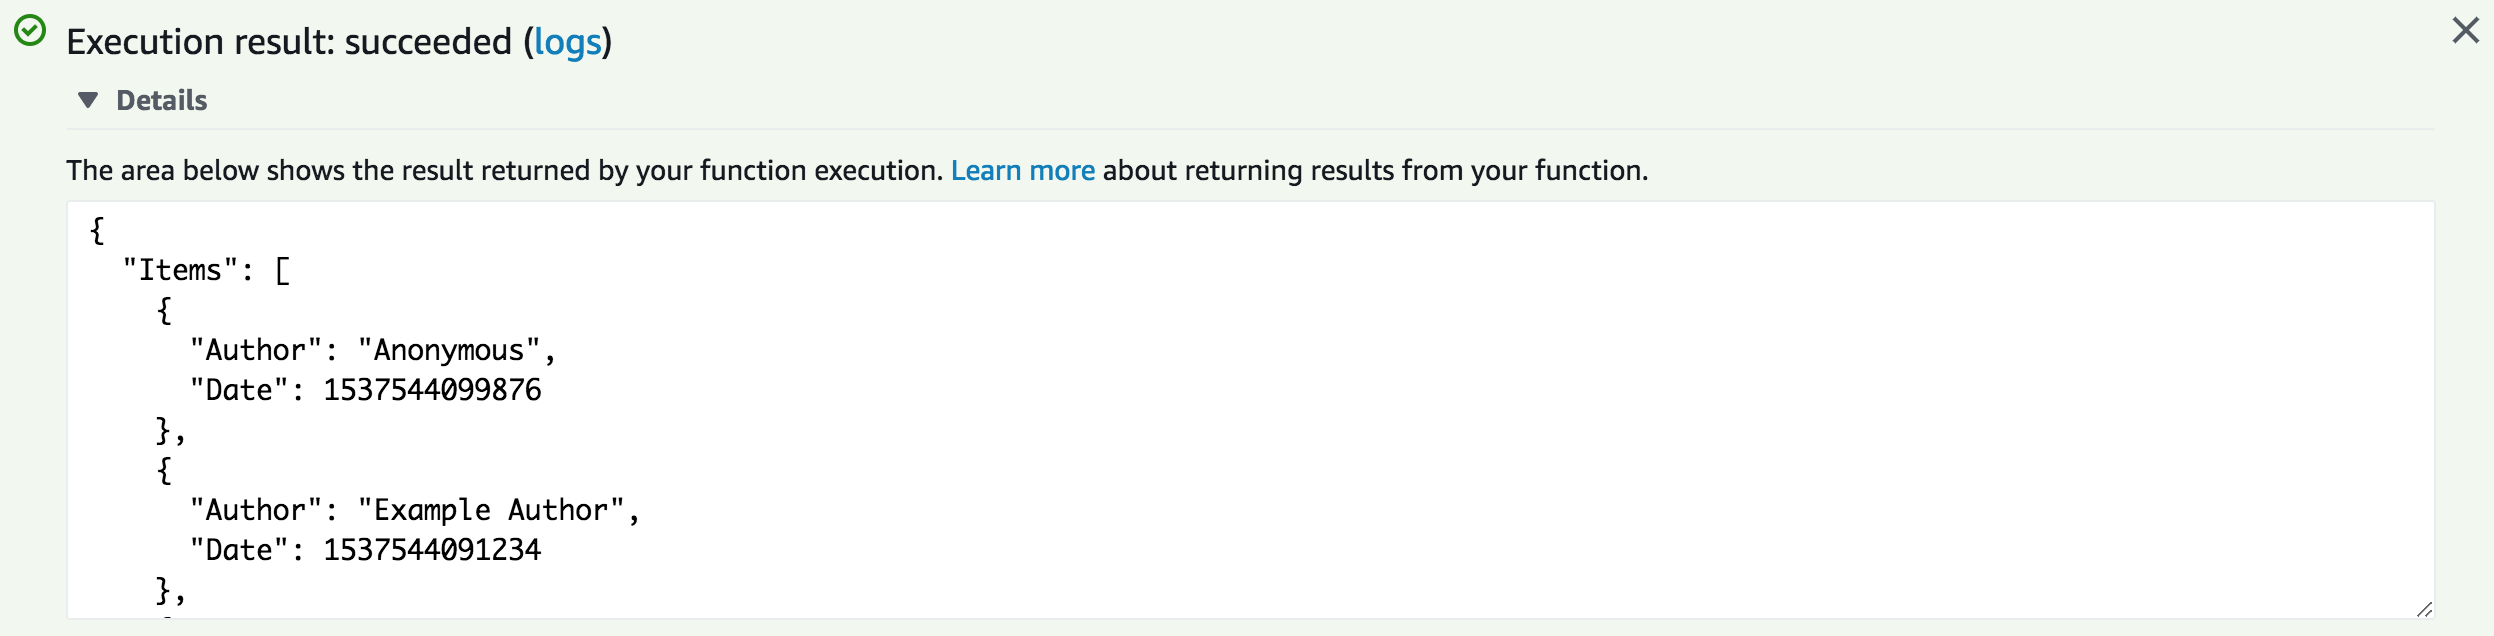 Execution result: succeeded (logs)
Details
The area below shows the result returned by your function execution. Learn more about returning results from your function.
{
  "Items": [
    {
      "Author": "Anonymous",
      "Date": 1537544099876
    },
    {
      "Author": "Example Author",
      "Date": 1537544091234
    },